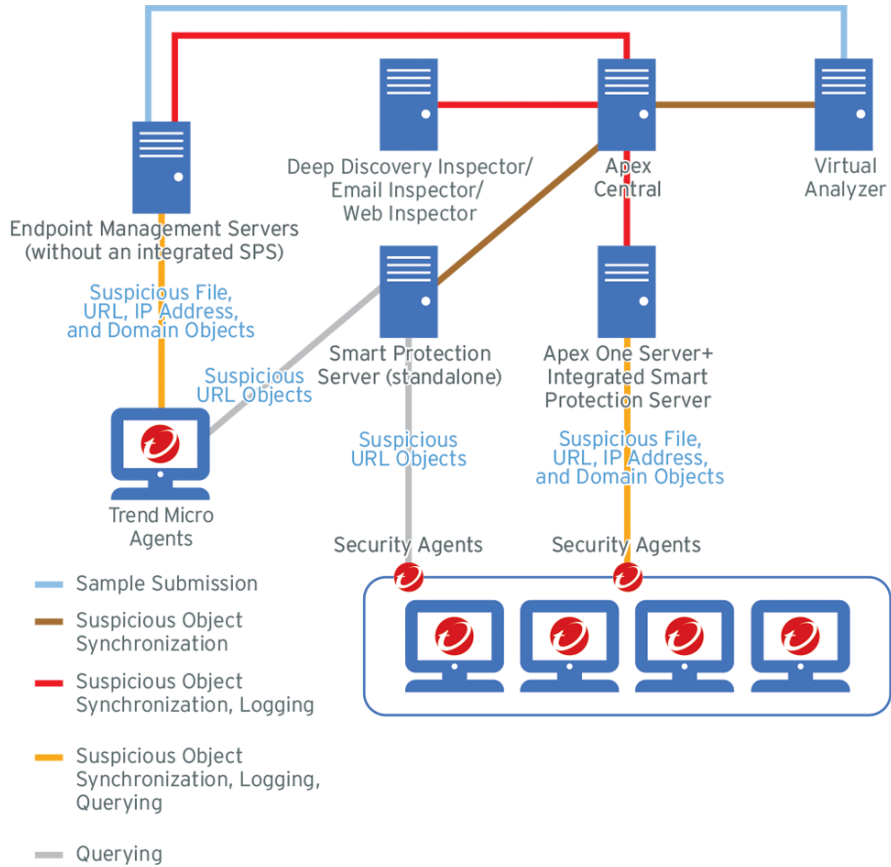 Deep Discovery Inspector/
Email Inspector/
Web Inspector
Apex
Central
Virtual
Analyzer
Endpoint Management Servers
(without an integrated SPS)
Suspicious File,
URL, IP Address,
and Domain Objects
Smart Protection
Server (standalone)
Apex One Server+
Integrated Smart
Protection Server
Suspicious
URL Objects
Suspicious
URL Objects
Suspicious File,
URL, IP Address,
and Domain Objects
Trend Micro
Agents
Security Agents
Security Agents
Sample Submission
Suspicious Object
Synchronization
Suspicious Object
Synchronization, Logging
Suspicious Object
Synchronization, Logging,
Querying
Querying